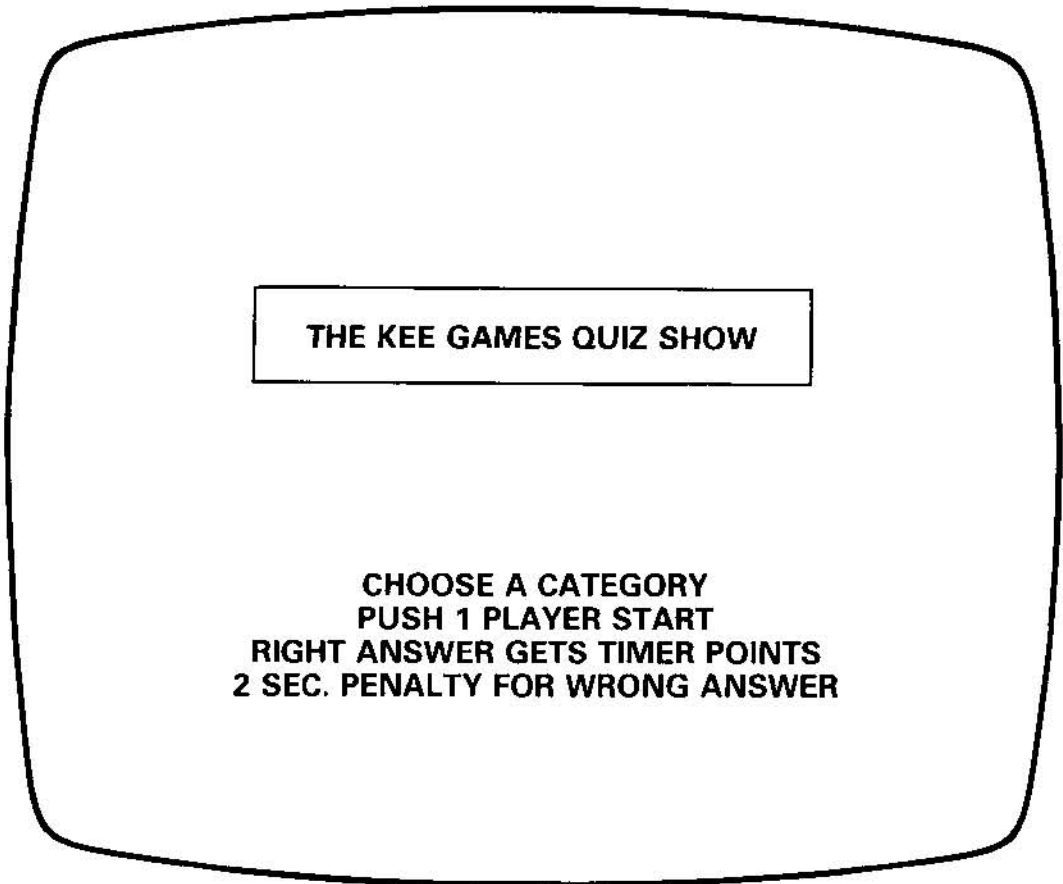 THE KEE GAMES QUIZ SHOW
CHOOSE A CATEGORY
PUSH 1 PLAYER START
RIGHT ANSWER GETS TIMER POINTS
2 SEC. PENALTY FOR WRONG ANSWER